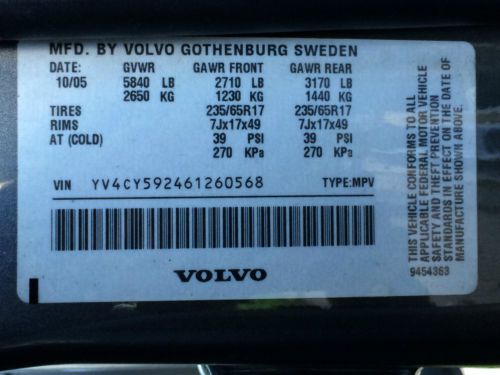 MFD. BY VOLVO GOTHENBURG SWEDEN
DATE: GVWR GAWR FRONT GAWR REAR
10/05 5840 LB 2710 LB 3170 LB
2650 KG 1230 KG 1440 KG
TIRES 235/65R17 235/65R17
RIMS 7Jx17x49 7Jx17x49
AT (COLD) 39 PSI 39 PSI
270 KPa 270 KPa
VIN YV4CY592461260568 TYPE:MPV
VOLVO
THIS VEHICLE CONFORMS TO ALL
APPLICABLE FEDERAL MOTOR VEHICLE
SAFETY AND THEFT PREVENTION
STANDARDS IN EFFECT ON THE DATE OF
MANUFACTURE SHOWN ABOVE.
9454363